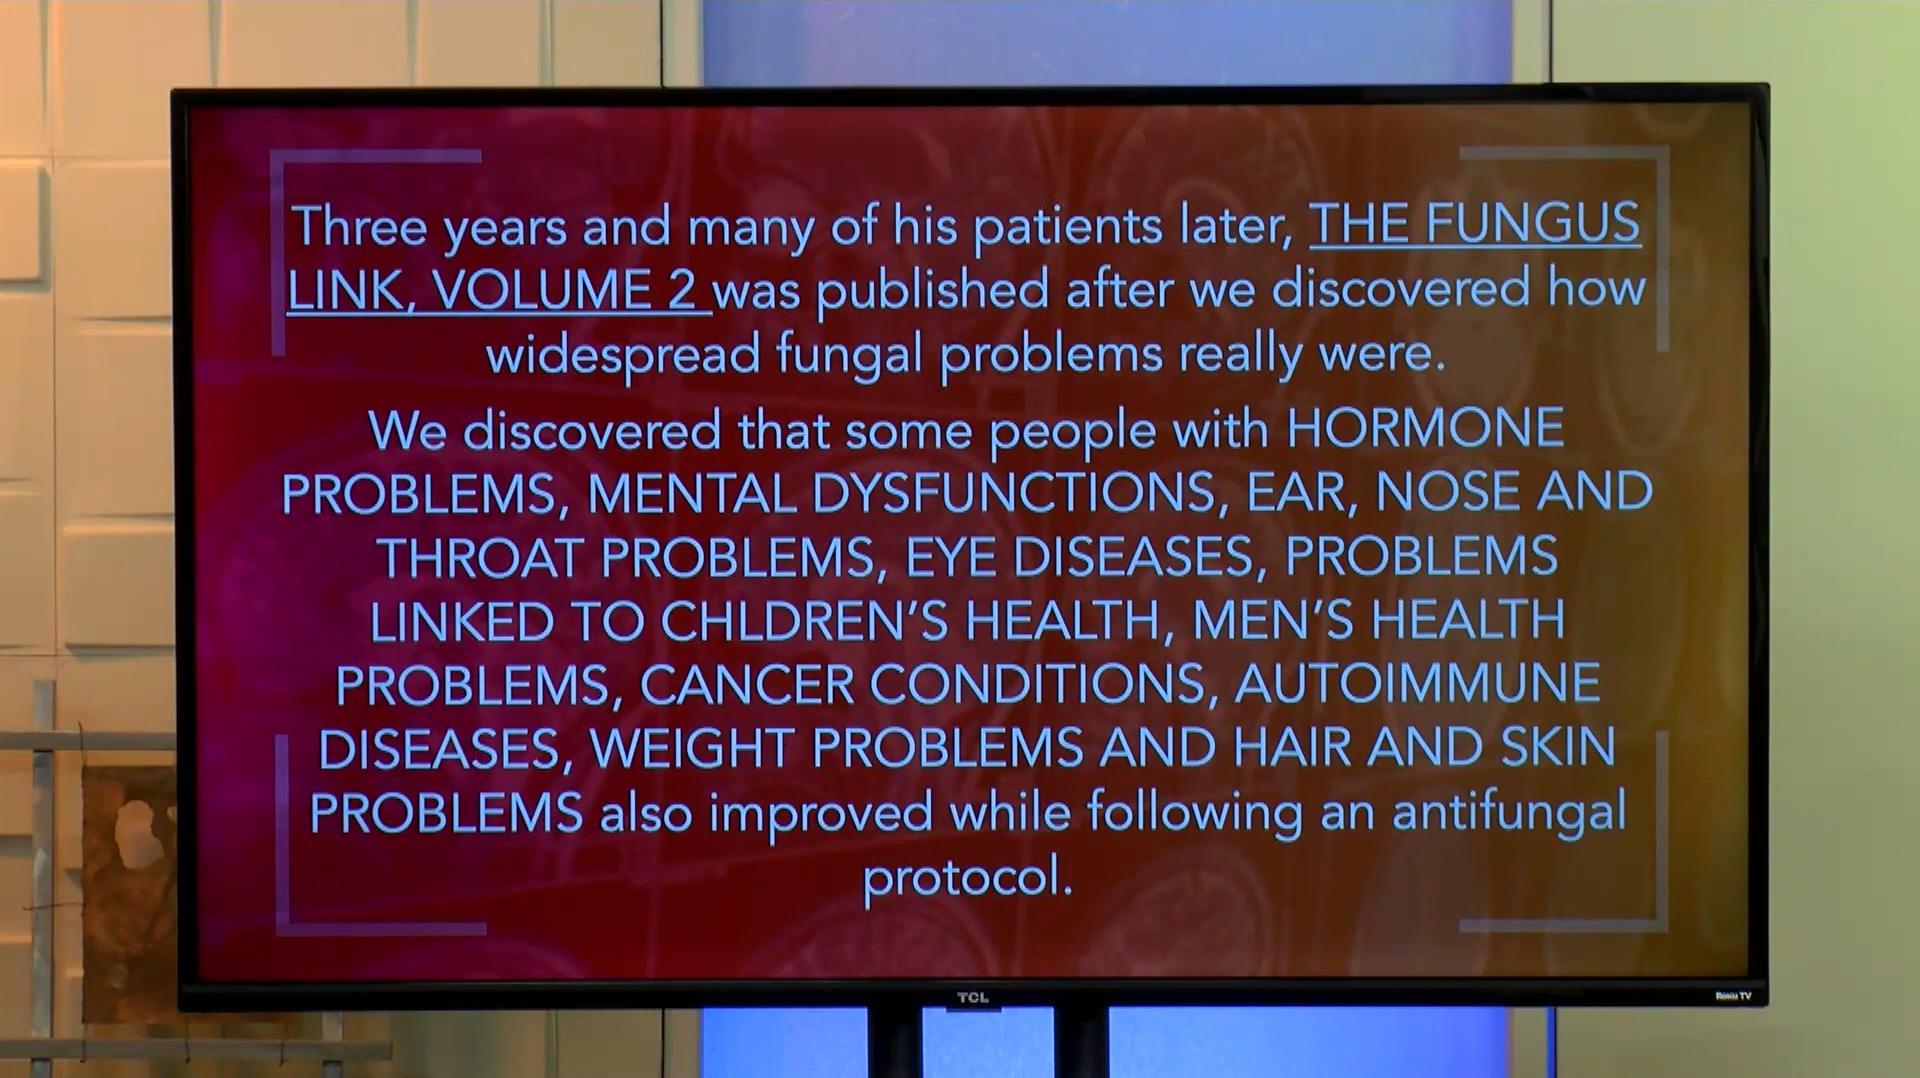 Three years and many of his patients later, THE FUNGUS
LINK, VOLUME 2 was published after we discovered how
widespread fungal problems really were.
We discovered that some people with HORMONE
PROBLEMS, MENTAL DYSFUNCTIONS, EAR, NOSE AND
THROAT PROBLEMS, EYE DISEASES, PROBLEMS
LINKED TO CHLDREN'S HEALTH, MEN'S HEALTH
PROBLEMS, CANCER CONDITIONS, AUTOIMMUNE
DISEASES, WEIGHT PROBLEMS AND HAIR AND SKIN
PROBLEMS also improved while following an antifungal
protocol.
TCL
Roku TV